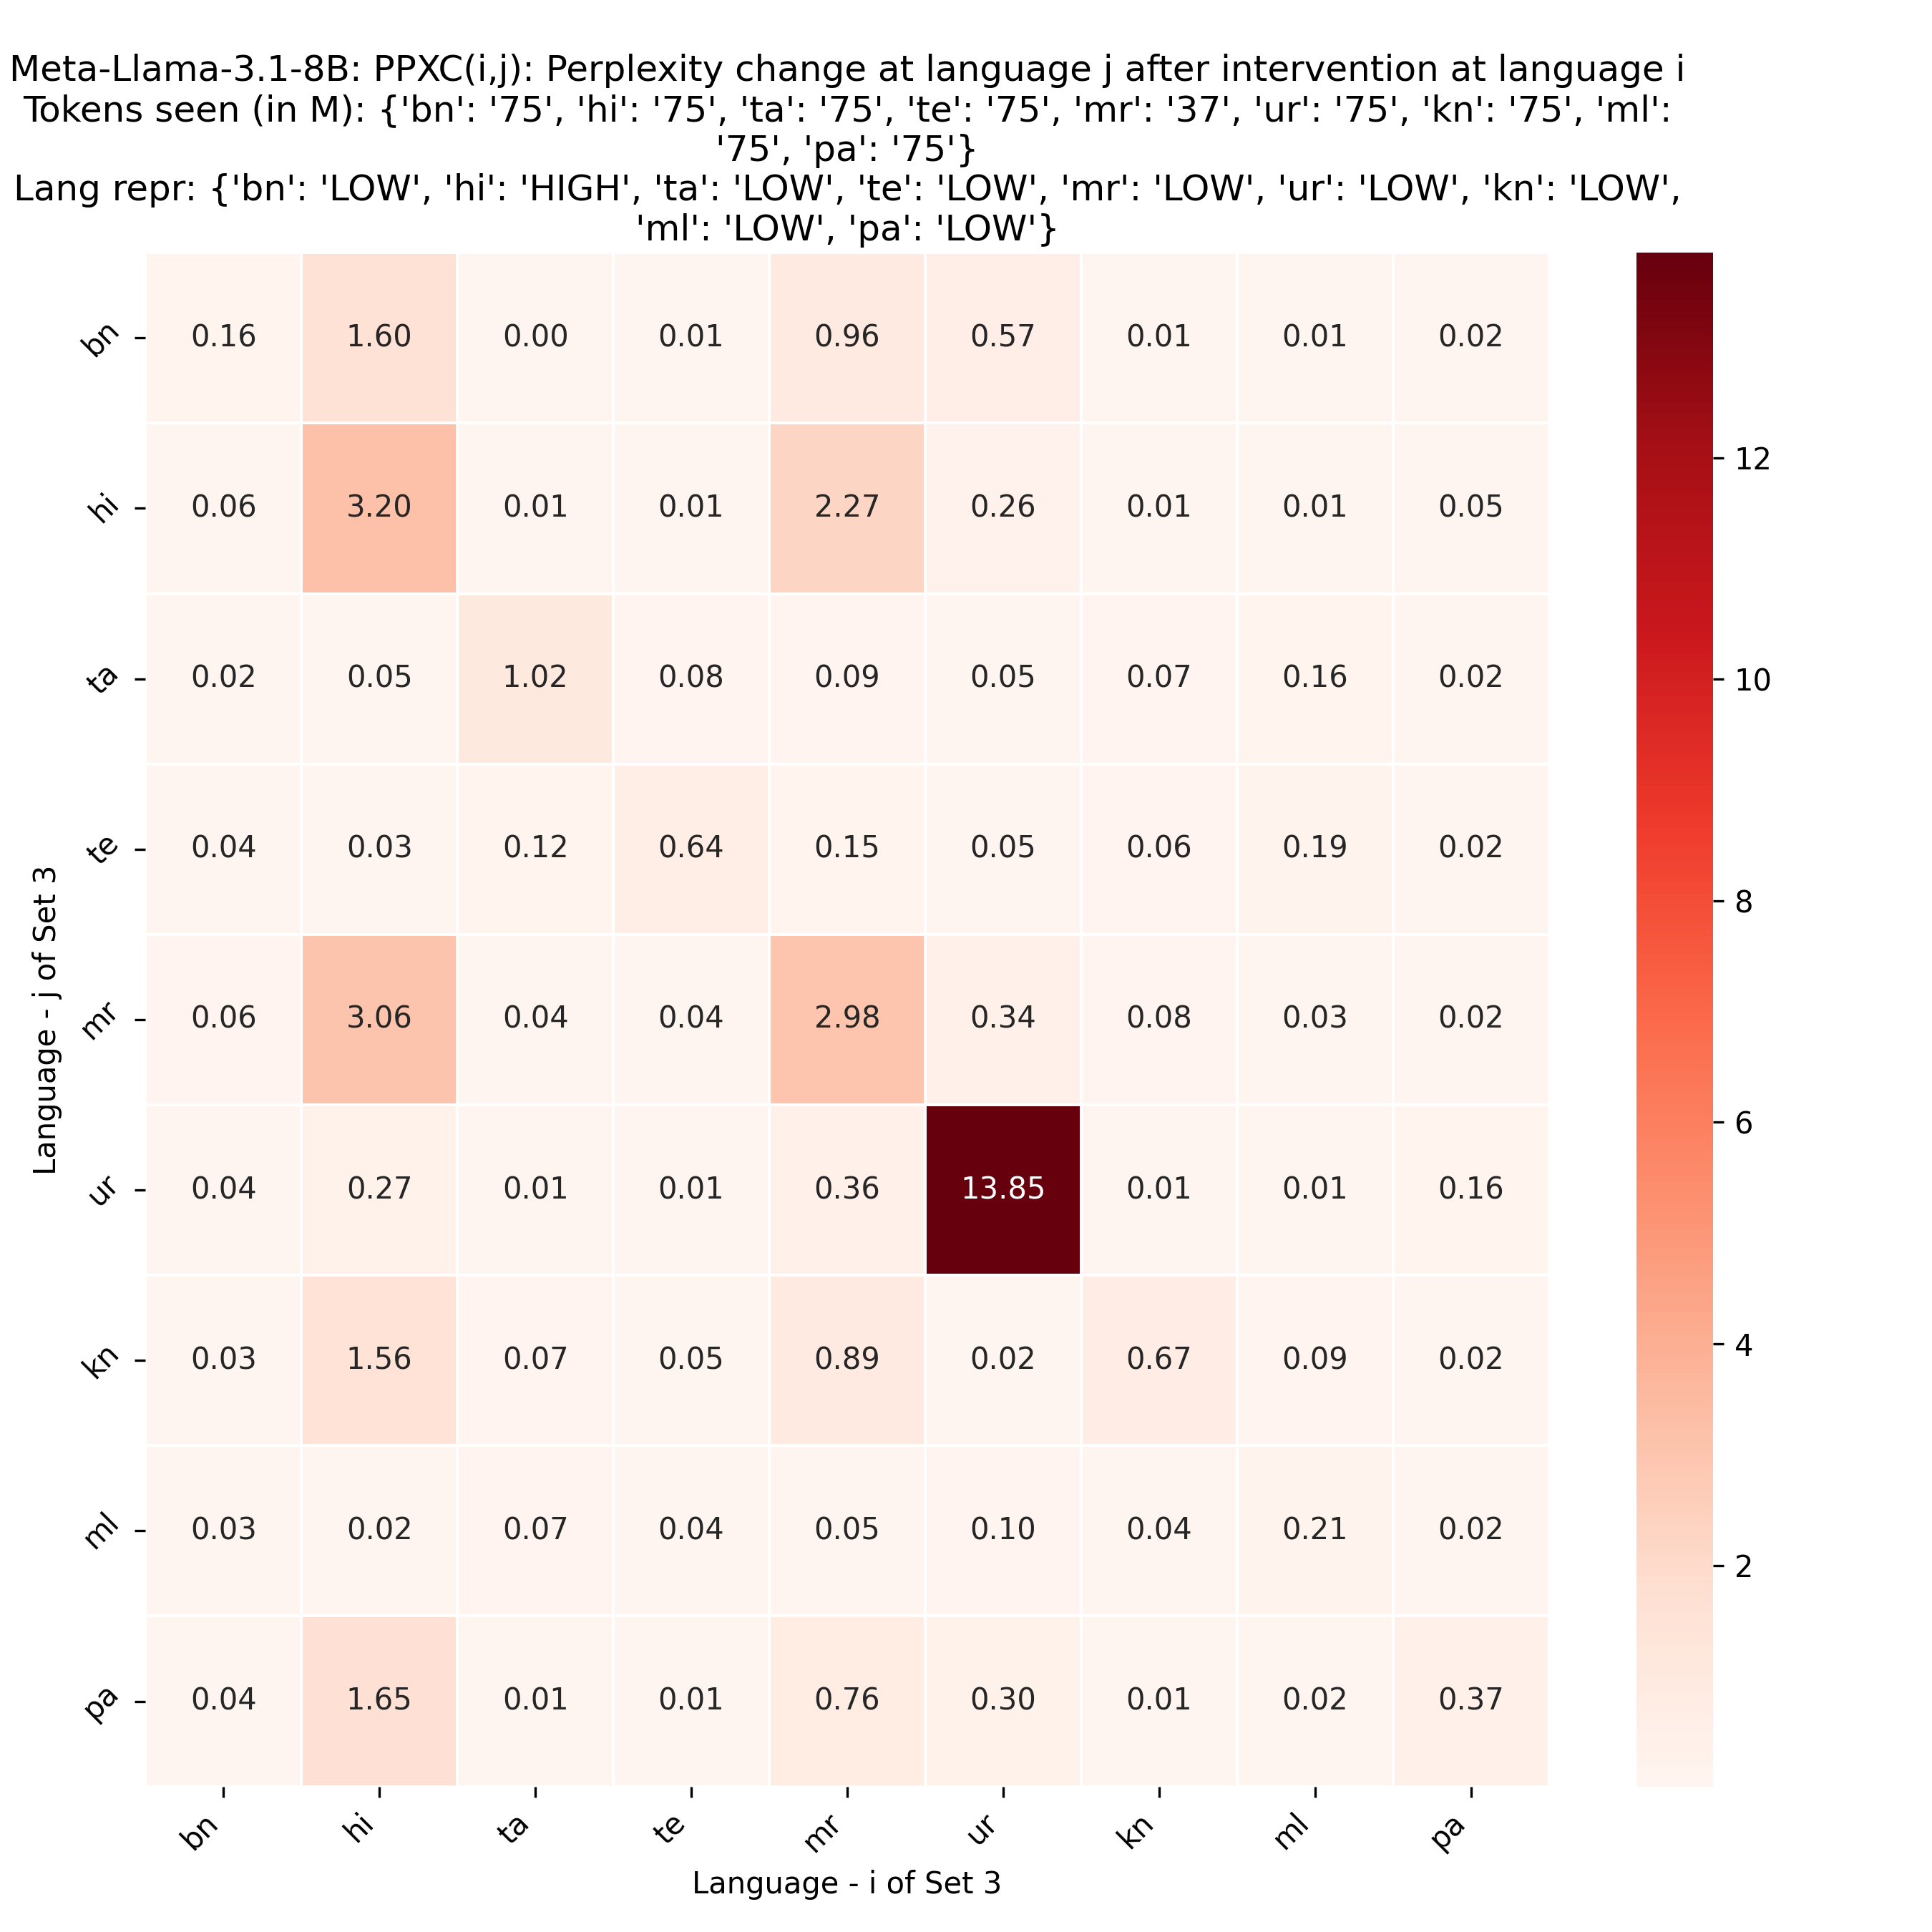 Meta-Llama-3.1-8B: PPXC(i,j): Perplexity change at language j after intervention at language i
Tokens seen (in M): {'bn': '75', 'hi': '75', 'ta': '75', 'te': '75', 'mr': '37', 'ur': '75', 'kn': '75', 'ml':
'75', 'pa': '75'}
Lang repr: {'bn': 'LOW', 'hi': 'HIGH', 'ta': 'LOW', 'te': 'LOW', 'mr': 'LOW', 'ur': 'LOW', 'kn': 'LOW',
'ml': 'LOW', 'pa': 'LOW'}
bn 0.16 1.60 0.00 0.01 0.96 0.57 0.01 0.01 0.02
hi 0.06 3.20 0.01 0.01 2.27 0.26 0.01 0.01 0.05
ta 0.02 0.05 1.02 0.08 0.09 0.05 0.07 0.16 0.02
te 0.04 0.03 0.12 0.64 0.15 0.05 0.06 0.19 0.02
mr 0.06 3.06 0.04 0.04 2.98 0.34 0.08 0.03 0.02
ur 0.04 0.27 0.01 0.01 0.36 13.85 0.01 0.01 0.16
kn 0.03 1.56 0.07 0.05 0.89 0.02 0.67 0.09 0.02
ml 0.03 0.02 0.07 0.04 0.05 0.10 0.04 0.21 0.02
pa 0.04 1.65 0.01 0.01 0.76 0.30 0.01 0.02 0.37
bn hi ta te mr ur kn ml pa
Language - i of Set 3
Language - j of Set 3
12
10
8
6
4
2